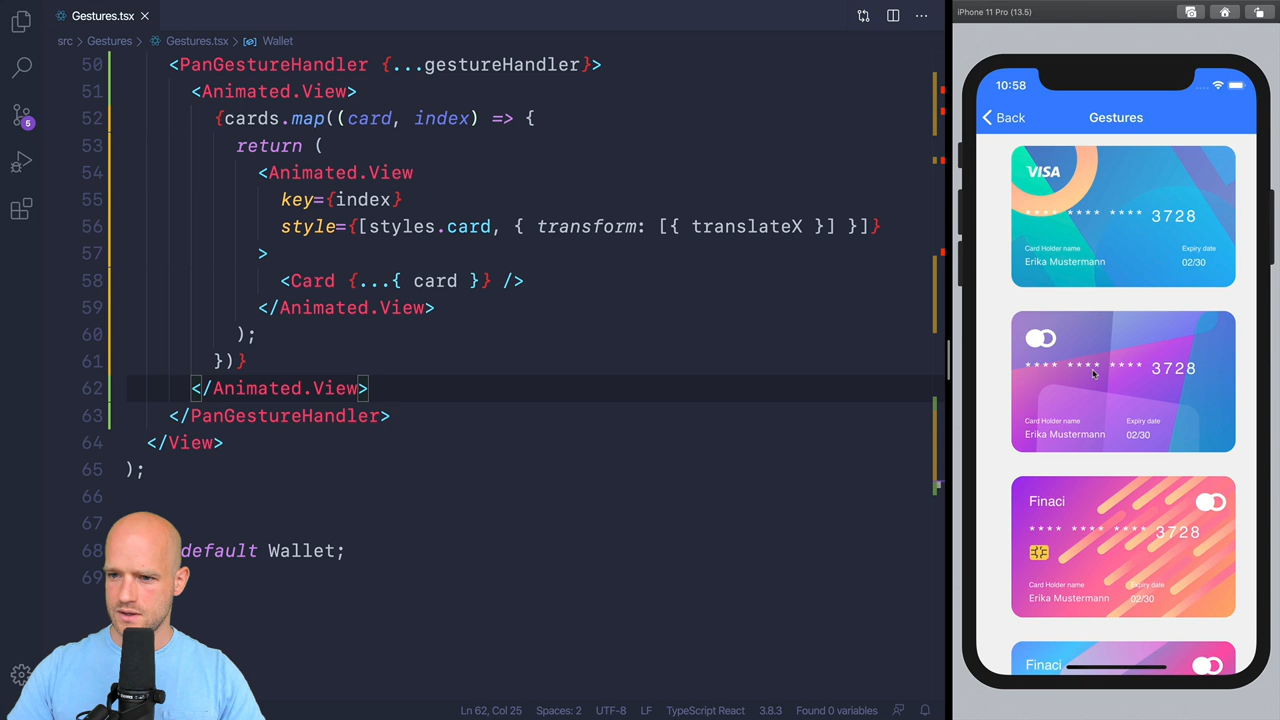 Gestures.tsx
src > Gestures > Gestures.tsx > Wallet
50 <PanGestureHandler {...gestureHandler}>
51 <Animated.View>
52 {cards.map((card, index) => {
53 return (
54 <Animated.View
55 key={index}
56 style={[styles.card, { transform: [{ translateX }] }]}
57 >
58 <Card {...{ card }} />
59 </Animated.View>
60 );
61 })}
62 </Animated.View>
63 </PanGestureHandler>
64 </View>
65 );
66
67
68 default Wallet;
69
5
Ln 62, Col 25
Spaces: 2
UTF-8
LF
TypeScript React
3.8.3
Found 0 variables
iPhone 11 Pro (13.5)
10:58
Back
Gestures
VISA
**** **** **** 3728
Card Holder name
Expiry date
Erika Mustermann
02/30
**** **** **** 3728
Card Holder name
Expiry date
Erika Mustermann
02/30
Finaci
**** **** **** 3728
Card Holder name
Expiry date
Erika Mustermann
02/30
Finaci